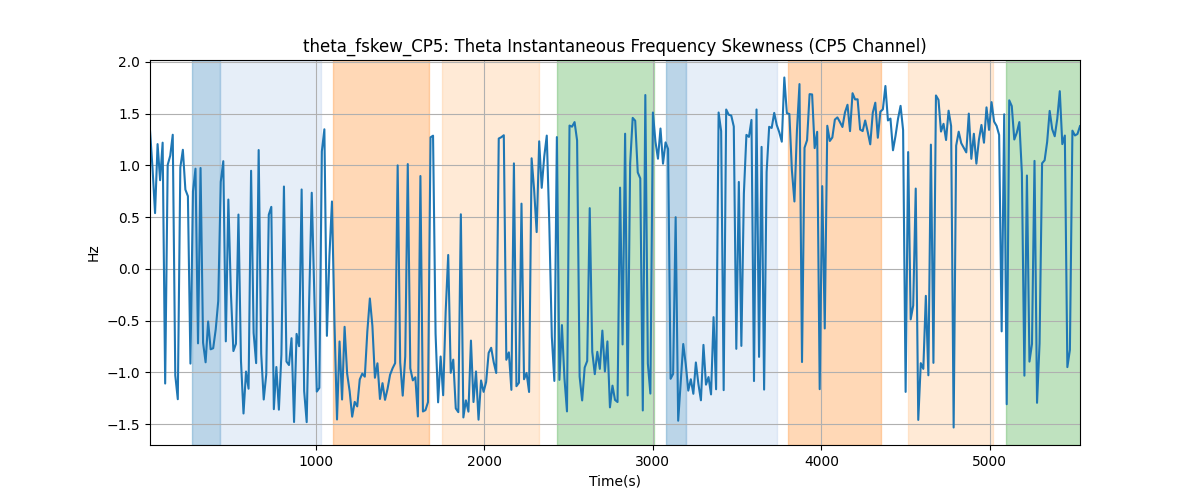 theta_fskew_CP5: Theta Instantaneous Frequency Skewness (CP5 Channel)
2.0
1.5
1.0
0.5
0.0
−0.5
−1.0
−1.5
Hz
1000 2000 3000 4000 5000
Time(s)